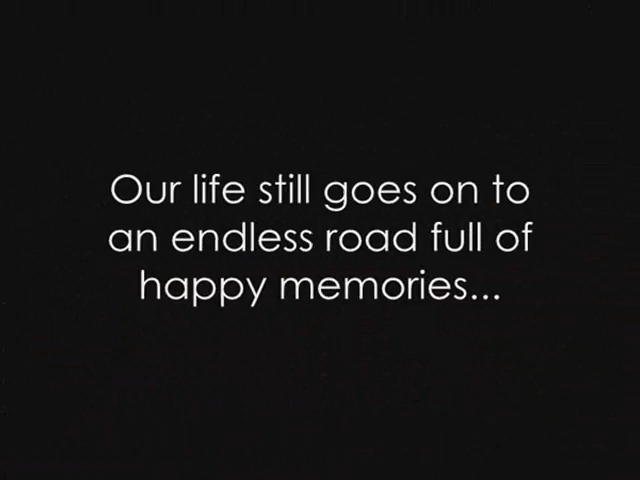 Our life still goes on to
an endless road full of
happy memories...